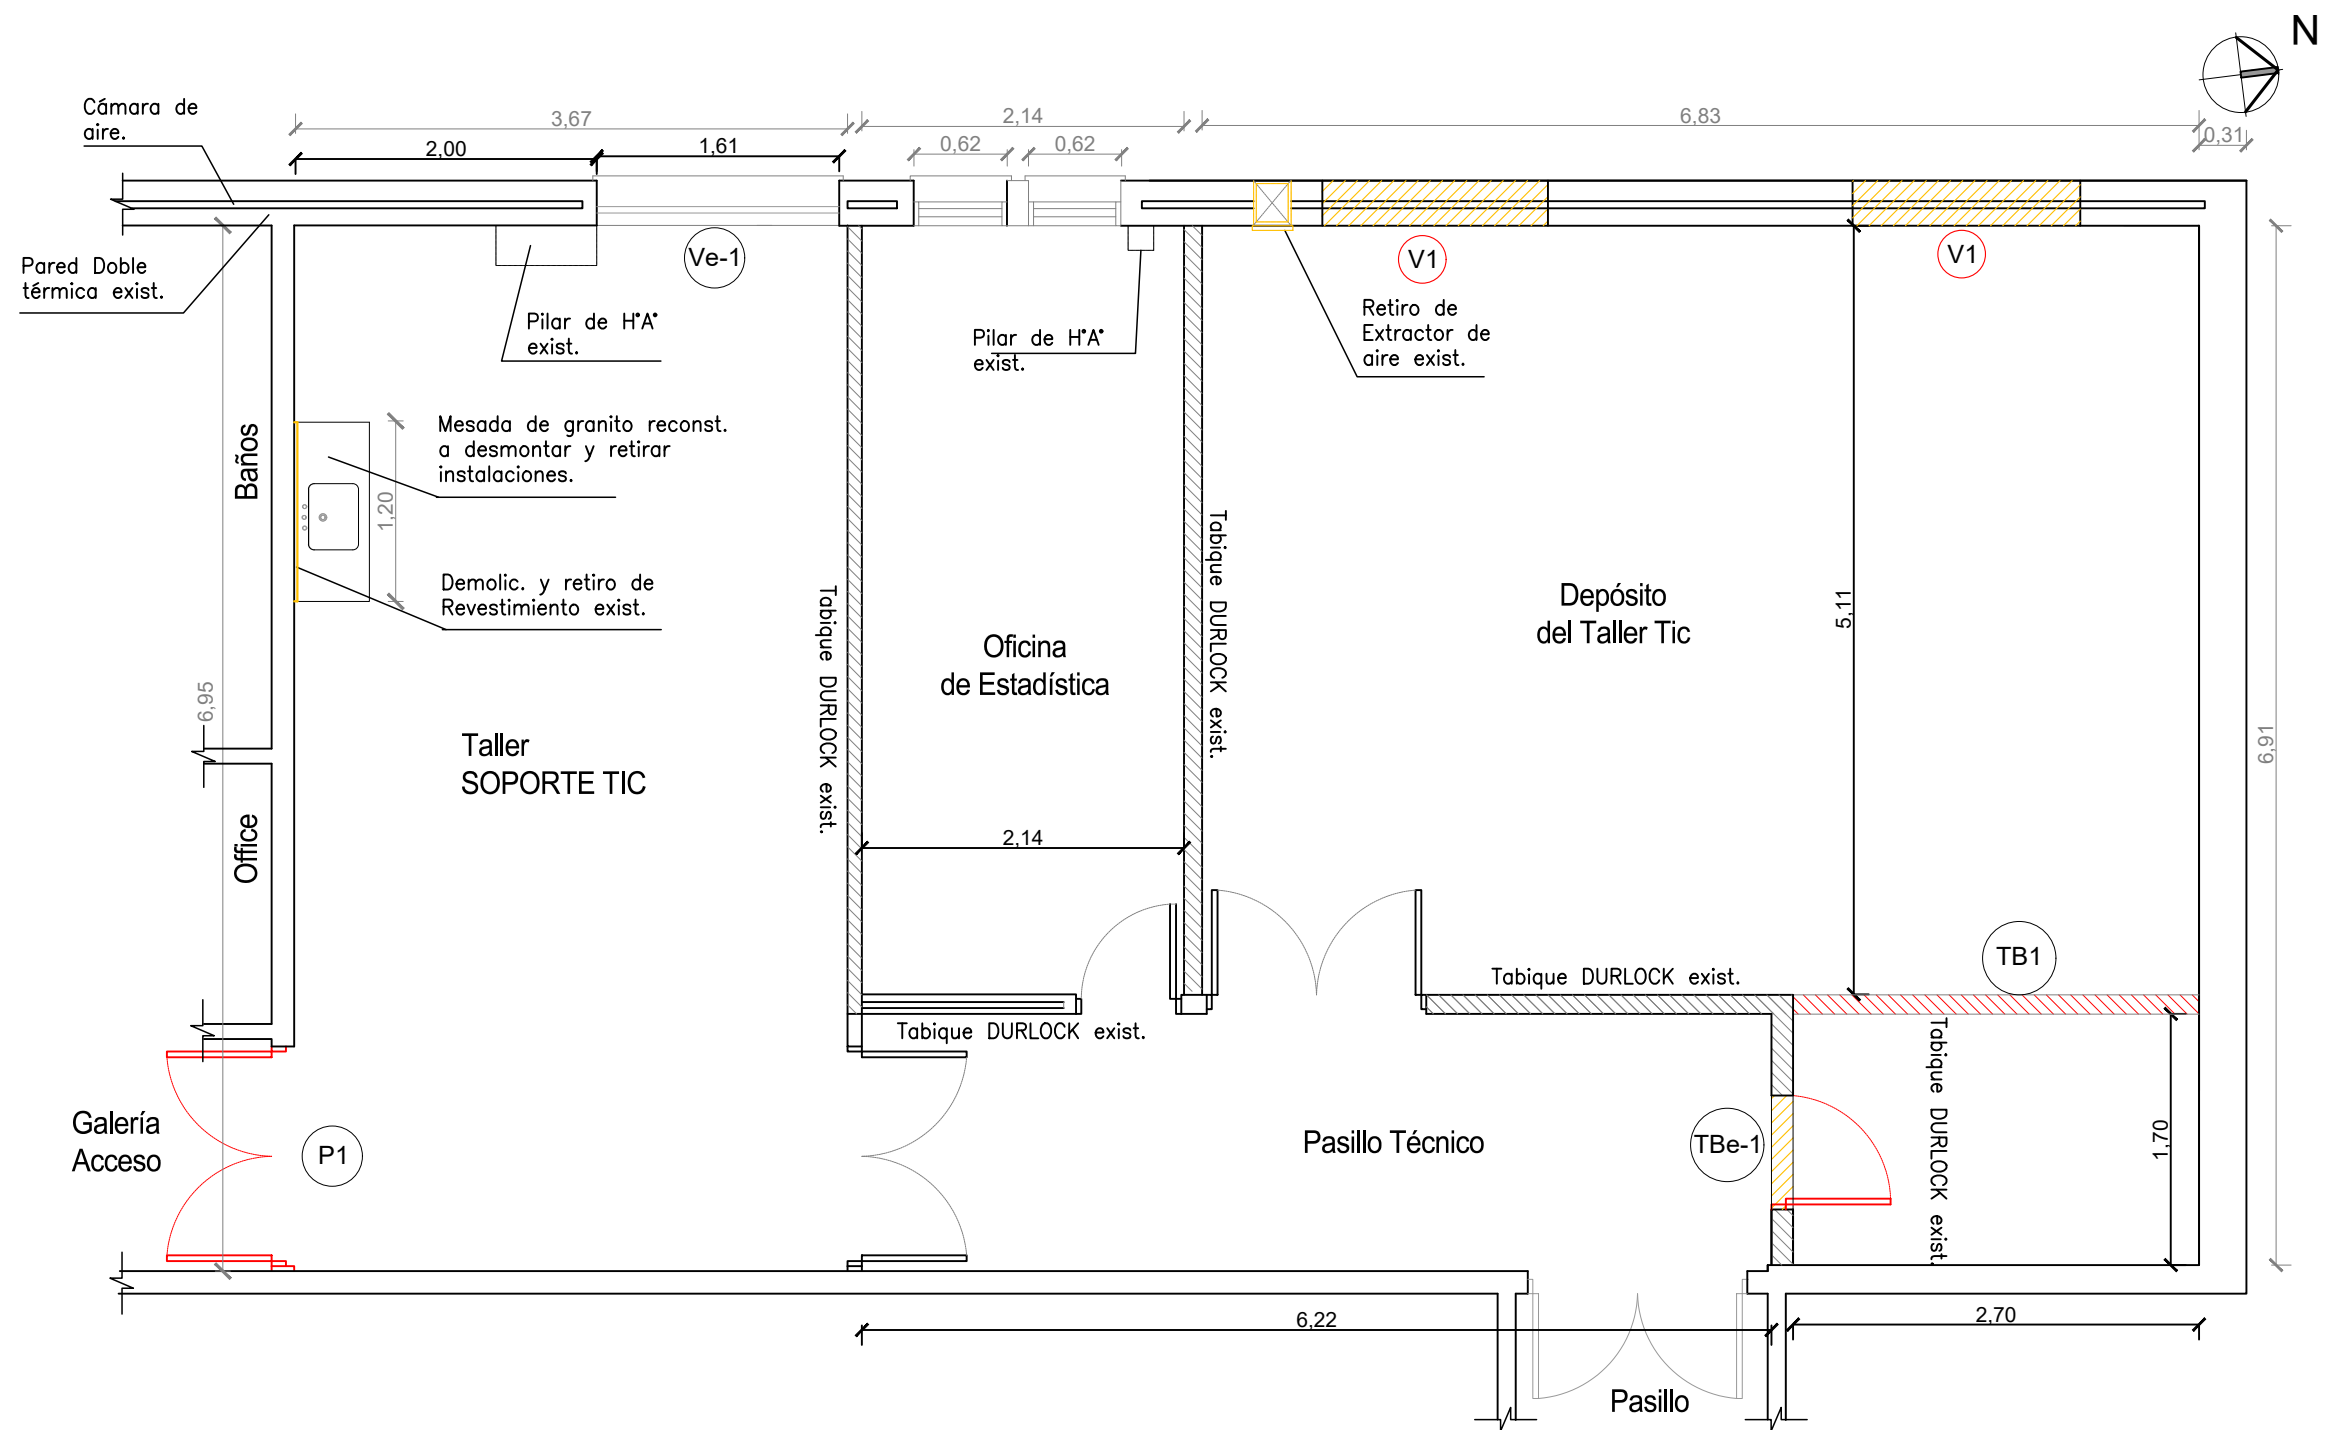 N
Cámara de
aire.
3,67
2,14
6,83
0,31
2,00
1,61
0,62
0,62
Pared Doble
térmica exist.
Ve-1
V1
V1
Pilar de H°A°
exist.
Pilar de H°A°
exist.
Retiro de
Extractor de
aire exist.
Mesada de granito reconst.
a desmontar y retirar
instalaciones.
1,20
Baños
Demolic. y retiro de
Revestimiento exist.
Tabique DURLOCK exist.
Tabique DURLOCK exist.
Depósito
del Taller Tic
5,11
Oficina
de Estadística
6,95
Taller
SOPORTE TIC
6,91
Office
2,14
TB1
Tabique DURLOCK exist.
Tabique DURLOCK exist.
Tabique DURLOCK exist.
Galería
Acceso
P1
Pasillo Técnico
TBe-1
1,70
6,22
2,70
Pasillo